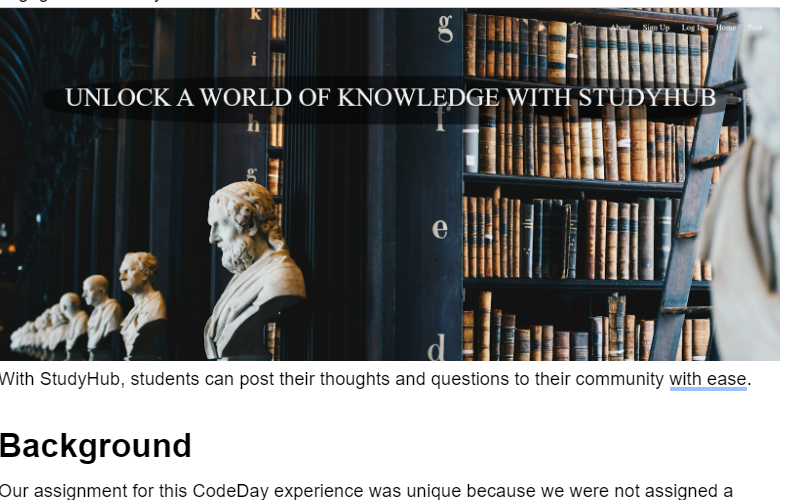 About Sign Up Log In Home Post
UNLOCK A WORLD OF KNOWLEDGE WITH STUDYHUB
k
i
h
g
g
f
e
d
With StudyHub, students can post their thoughts and questions to their community with ease.
Background
Our assignment for this CodeDay experience was unique because we were not assigned a